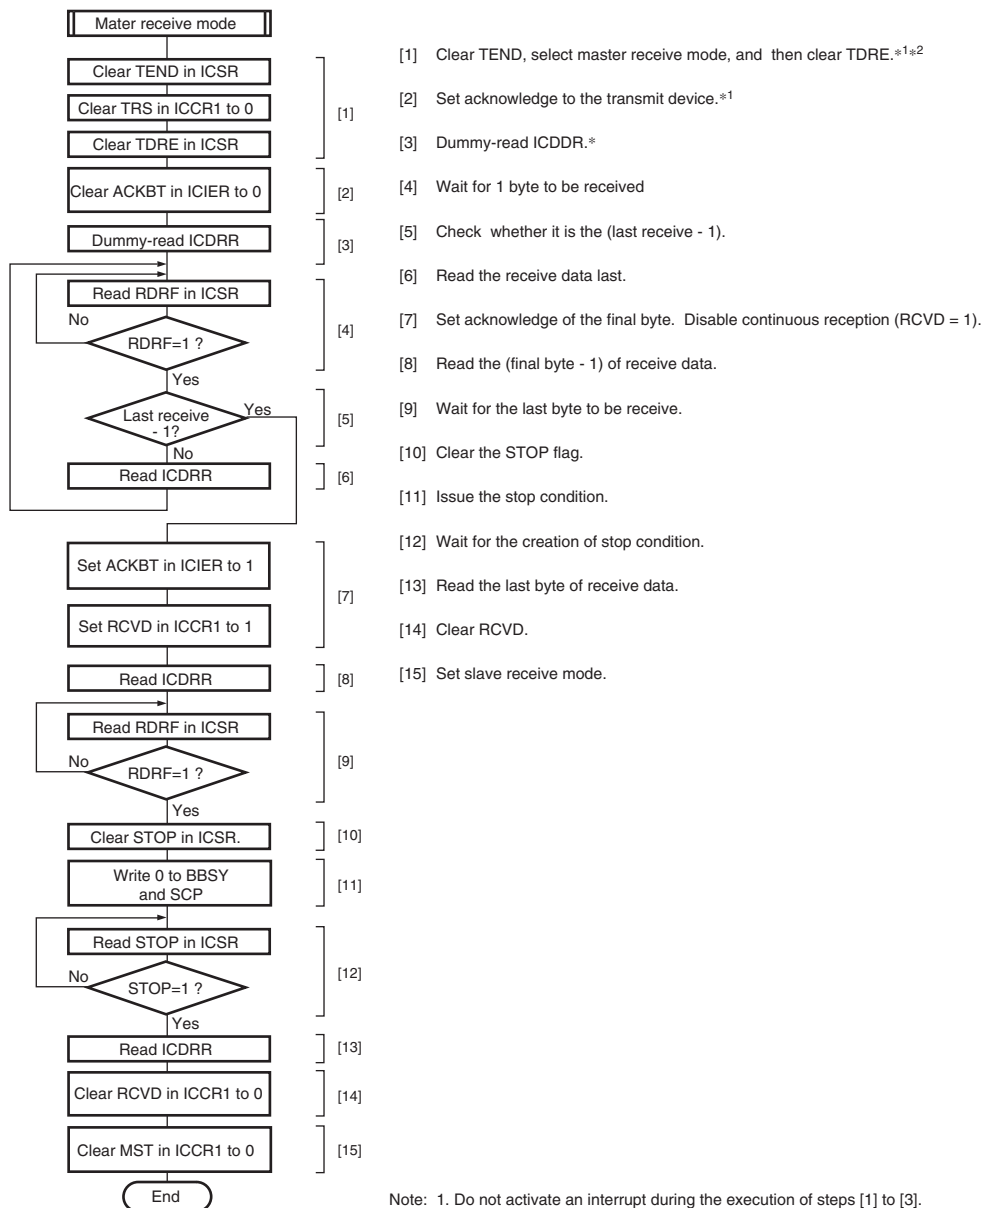 Mater receive mode
Clear TEND in ICSR
Clear TRS in ICCR1 to 0
Clear TDRE in ICSR
[1]
Clear ACKBT in ICIER to 0
[2]
Dummy-read ICDRR
[3]
Read RDRF in ICSR
No
RDRF=1 ?
[4]
Yes
Last receive
- 1?
Yes
[5]
No
Read ICDRR
[6]
Set ACKBT in ICIER to 1
[7]
Set RCVD in ICCR1 to 1
Read ICDRR
[8]
Read RDRF in ICSR
No
RDRF=1 ?
[9]
Yes
Clear STOP in ICSR.
[10]
Write 0 to BBSY
and SCP
[11]
Read STOP in ICSR
No
STOP=1 ?
[12]
Yes
Read ICDRR
[13]
Clear RCVD in ICCR1 to 0
[14]
Clear MST in ICCR1 to 0
[15]
End
[1] Clear TEND, select master receive mode, and then clear TDRE.*1*2
[2] Set acknowledge to the transmit device.*1
[3] Dummy-read ICDDR.*
[4] Wait for 1 byte to be received
[5] Check whether it is the (last receive - 1).
[6] Read the receive data last.
[7] Set acknowledge of the final byte. Disable continuous reception (RCVD = 1).
[8] Read the (final byte - 1) of receive data.
[9] Wait for the last byte to be receive.
[10] Clear the STOP flag.
[11] Issue the stop condition.
[12] Wait for the creation of stop condition.
[13] Read the last byte of receive data.
[14] Clear RCVD.
[15] Set slave receive mode.
Note: 1. Do not activate an interrupt during the execution of steps [1] to [3].